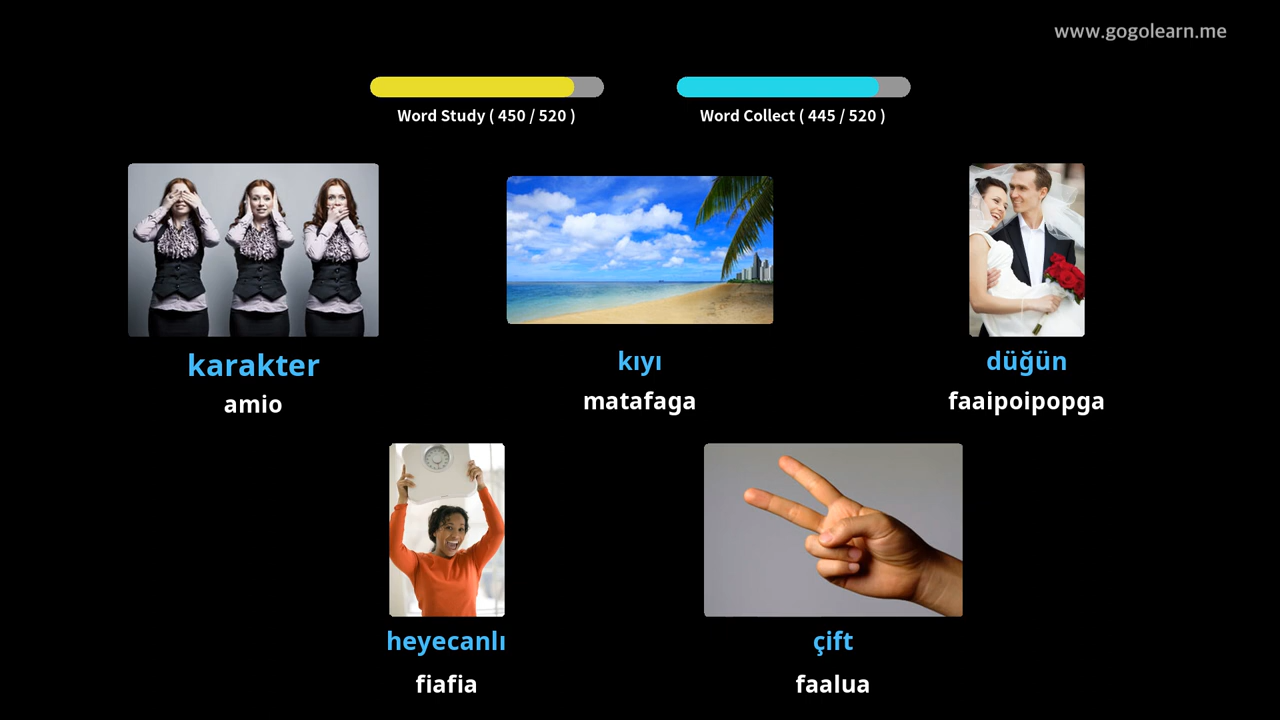 www.gogolearn.me
Word Study ( 450 / 520 )
Word Collect ( 445 / 520 )
karakter
amio
kıyı
matafaga
düğün
faaipoipopga
heyecanlı
fiafia
çift
faalua